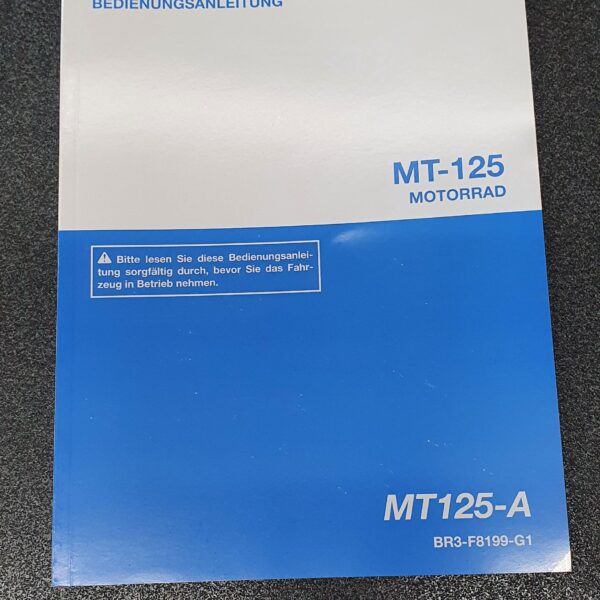 BEDIENUNGSANLEITUNG
MT-125
MOTORRAD
Bitte lesen Sie diese Bedienungsanlei-
tung sorgfältig durch, bevor Sie das Fahr-
zeug in Betrieb nehmen.
MT125-A
BR3-F8199-G1